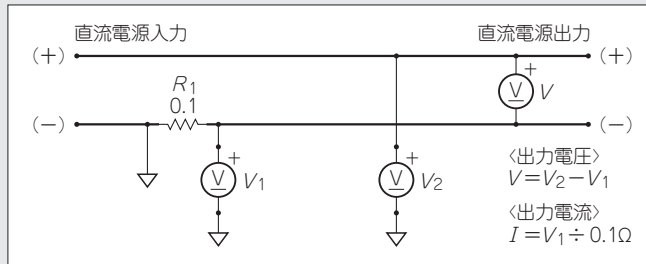 直流電源入力
直流電源出力
(+)
(+)
R1
0.1
V
V
(−)
(−)
V
V1
V
V2
〈出力電圧〉
V=V2−V1
〈出力電流〉
I=V1÷0.1Ω